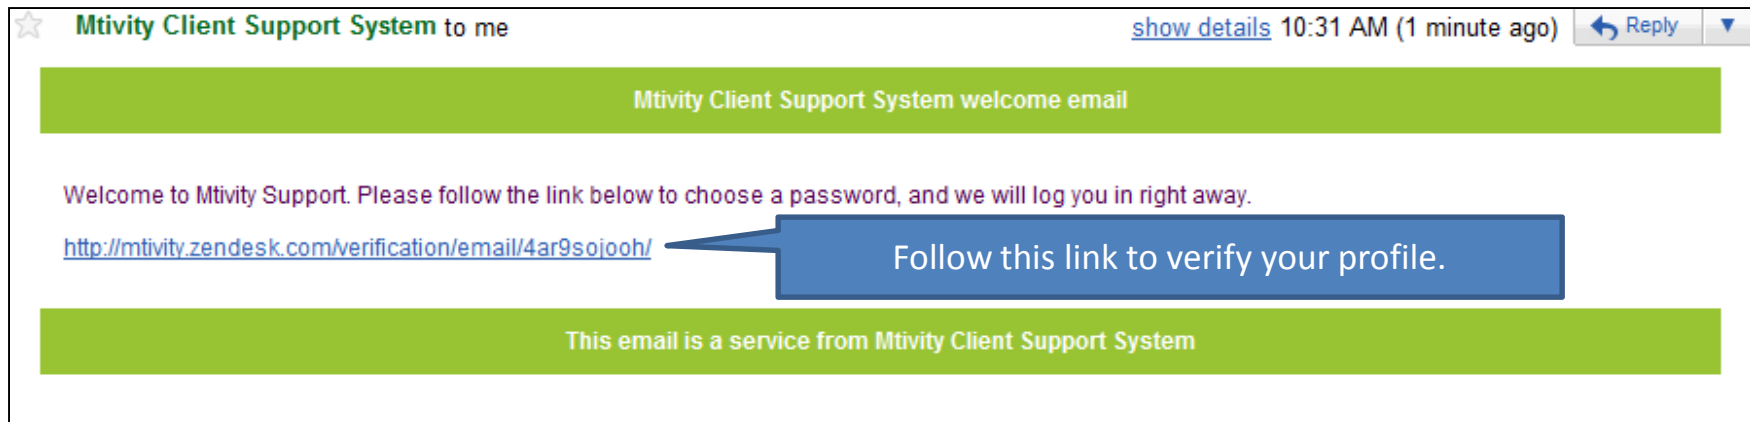 Mtivity Client Support System to me show details 10:31 AM (1 minute ago) Reply
Mtivity Client Support System welcome email
Welcome to Mtivity Support. Please follow the link below to choose a password, and we will log you in right away.
http://mtivity.zendesk.com/verification/email/4ar9sojooh/
Follow this link to verify your profile.
This email is a service from Mtivity Client Support System